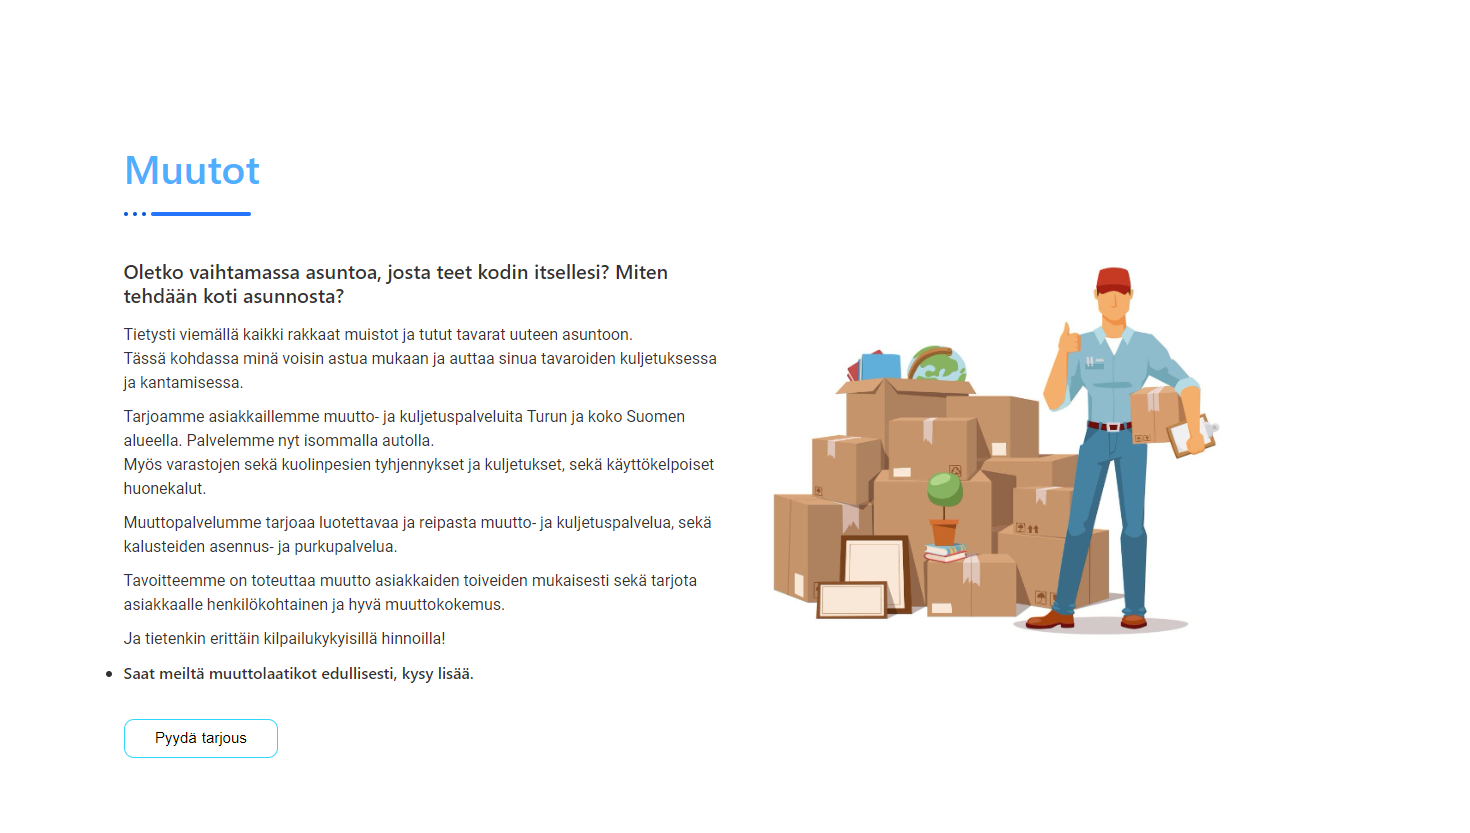 Muutot
Oletko vaihtamassa asuntoa, josta teet kodin itsellesi? Miten
tehdään koti asunnosta?
Tietysti viemällä kaikki rakkaat muistot ja tutut tavarat uuteen asuntoon.
Tässä kohdassa minä voisin astua mukaan ja auttaa sinua tavaroiden kuljetuksessa
ja kantamisessa.
Tarjoamme asiakkaillemme muutto- ja kuljetuspalveluita Turun ja koko Suomen
alueella. Palvelemme nyt isommalla autolla.
Myös varastojen sekä kuolinpesien tyhjennykset ja kuljetukset, sekä käyttökelpoiset
huonekalut.
Muuttopalvelumme tarjoaa luotettavaa ja reipasta muutto- ja kuljetuspalvelua, sekä
kalusteiden asennus- ja purkupalvelua.
Tavoitteemme on toteuttaa muutto asiakkaiden toiveiden mukaisesti sekä tarjota
asiakkaalle henkilökohtainen ja hyvä muuttokokemus.
Ja tietenkin erittäin kilpailukykyisillä hinnoilla!
• Saat meiltä muuttolaatikot edullisesti, kysy lisää.
Pyydä tarjous